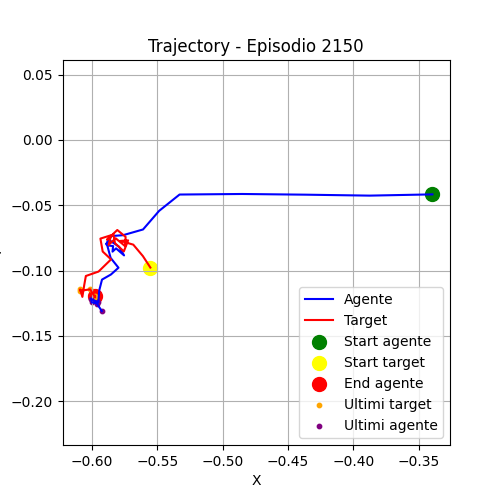 Trajectory - Episodio 2150
0.05
0.00
−0.05
−0.10
−0.15
−0.20
−0.60
−0.55
−0.50
−0.45
−0.40
−0.35
X
Agente
Target
Start agente
Start target
End agente
Ultimi target
Ultimi agente